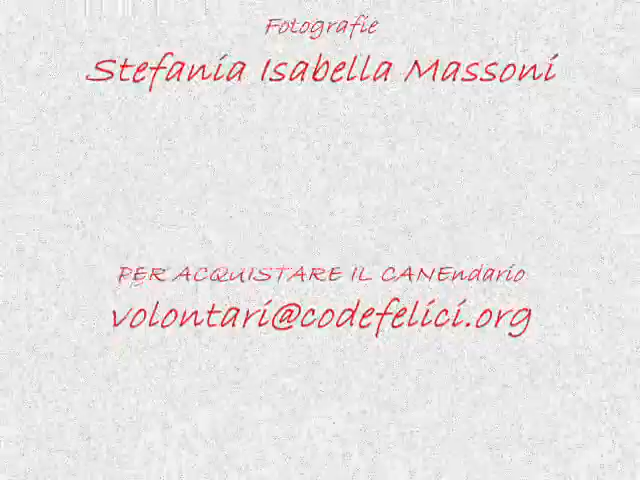 Fotografie
Stefania Isabella Massoni
PER ACQUISTARE IL CANEndario
volontari@codefelici.org